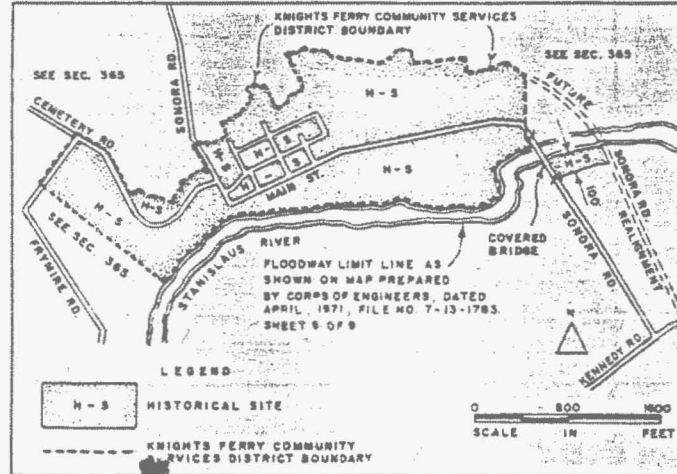 KNIGHTS FERRY COMMUNITY SERVICES
DISTRICT BOUNDARY
SEE SEC. 365
SEE SEC. 365
SONORA RD.
CEMETERY RD.
FUTURE
SONORA RD.
REALIGNMENT
H-S
H-S
H-S
H-S
H-S
H-S
H-S
H-S
MAIN ST.
100'
SEE SEC. 365
FRYMIRE RD.
STANISLAUS
RIVER
COVERED
BRIDGE
SONORA RD.
FLOODWAY LIMIT LINE AS
SHOWN ON MAP PREPARED
BY CORPS OF ENGINEERS, DATED
APRIL, 1971, FILE NO. 7-13-1783.
SHEET 5 OF 9
N
KENNEDY RD.
LEGEND
H-S
HISTORICAL SITE
0
800
1600
SCALE IN FEET
KNIGHTS FERRY COMMUNITY
SERVICES DISTRICT BOUNDARY